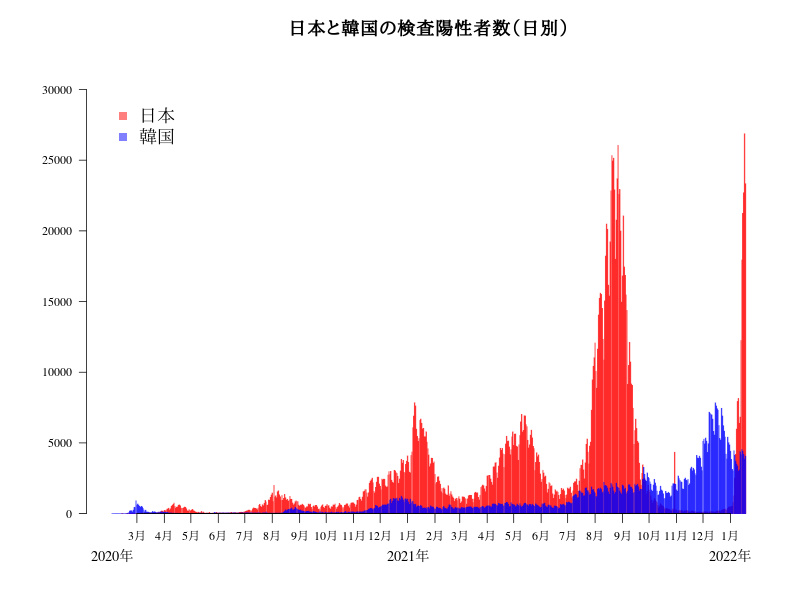 日本と韓国の検査陽性者数（日別）
30000
日本
韓国
25000
20000
15000
10000
5000
0
3月 4月 5月 6月 7月 8月 9月 10月 11月 12月 1月 2月 3月 4月 5月 6月 7月 8月 9月 10月 11月 12月 1月
2020年 2021年 2022年